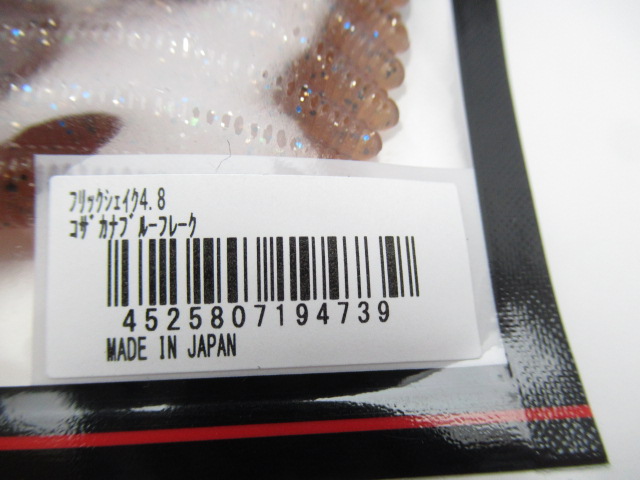 ﾌﾘｯｸｼｪｲｸ4.8
ｺｻﾞｶﾅﾌﾞﾙｰﾌﾚｰｸ
4525807194739
MADE IN JAPAN